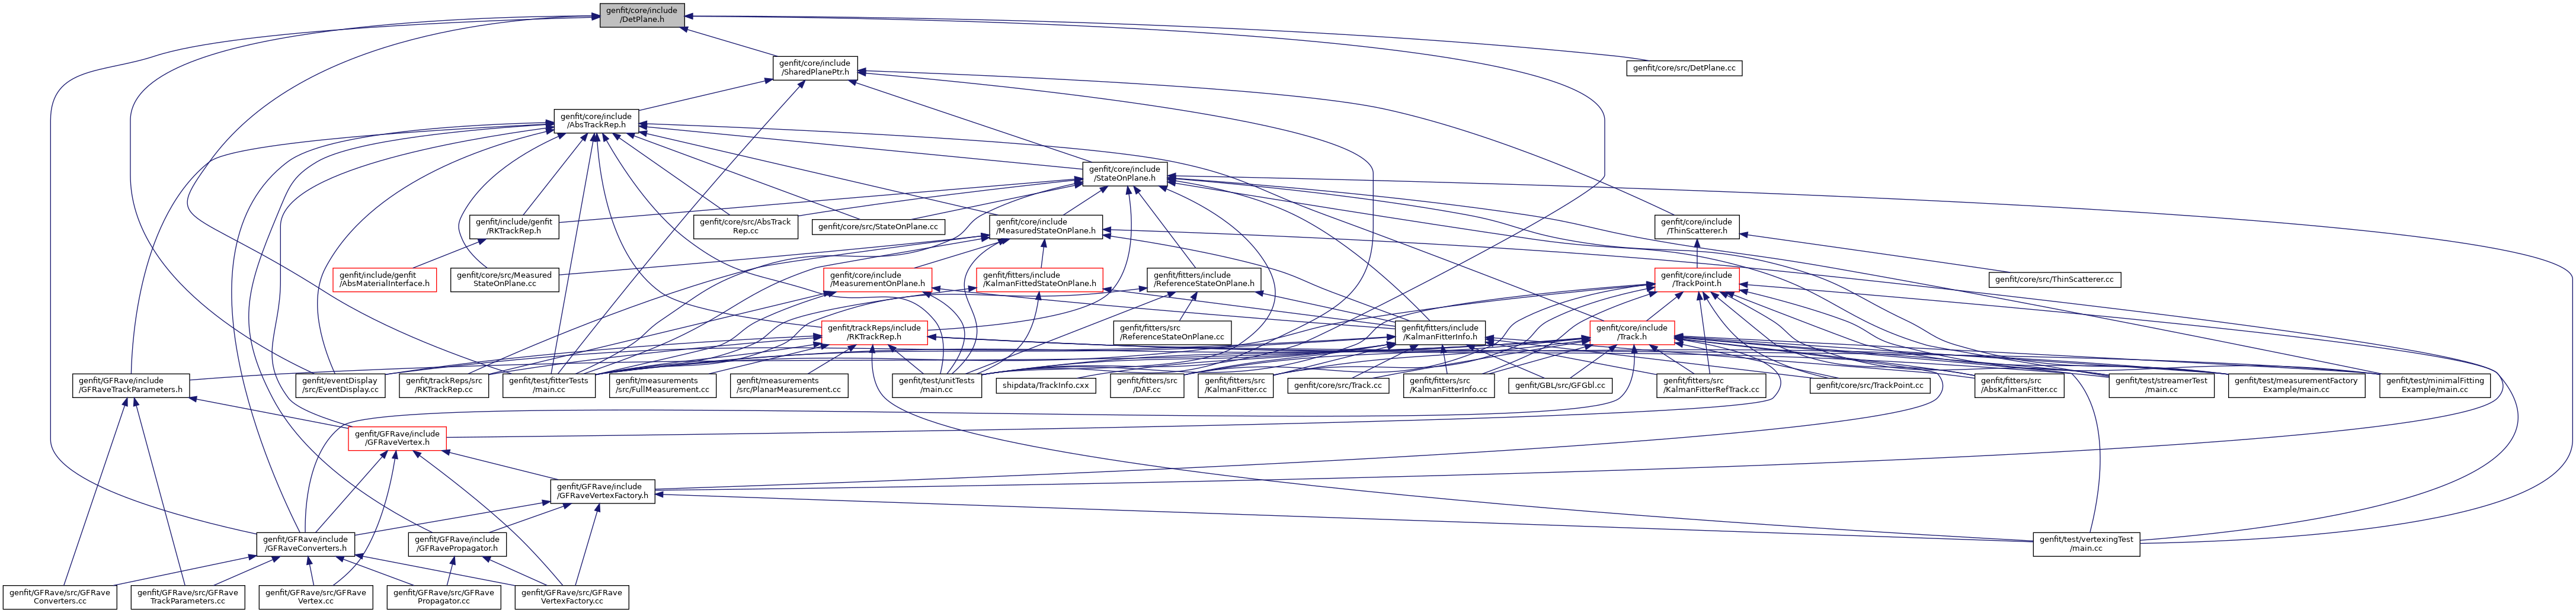 genfit/core/include
/DetPlane.h
genfit/core/include
/SharedPlanePtr.h
genfit/core/src/DetPlane.cc
genfit/core/include
/AbsTrackRep.h
genfit/core/include
/StateOnPlane.h
genfit/include/genfit
/RKTrackRep.h
genfit/core/src/AbsTrack
Rep.cc
genfit/core/src/StateOnPlane.cc
genfit/core/include
/MeasuredStateOnPlane.h
genfit/core/include
/ThinScatterer.h
genfit/include/genfit
/AbsMaterialInterface.h
genfit/core/src/Measured
StateOnPlane.cc
genfit/core/include
/MeasurementOnPlane.h
genfit/fitters/include
/KalmanFittedStateOnPlane.h
genfit/fitters/include
/ReferenceStateOnPlane.h
genfit/core/include
/TrackPoint.h
genfit/core/src/ThinScatterer.cc
genfit/trackReps/include
/RKTrackRep.h
genfit/fitters/src
/ReferenceStateOnPlane.cc
genfit/fitters/include
/KalmanFitterInfo.h
genfit/core/include
/Track.h
genfit/GFRave/include
/GFRaveTrackParameters.h
genfit/eventDisplay
/src/EventDisplay.cc
genfit/trackReps/src
/RKTrackRep.cc
genfit/test/fitterTests
/main.cc
genfit/measurements
/src/FullMeasurement.cc
genfit/measurements
/src/PlanarMeasurement.cc
genfit/test/unitTests
/main.cc
shipdata/TrackInfo.cxx
genfit/fitters/src
/DAF.cc
genfit/fitters/src
/KalmanFitter.cc
genfit/core/src/Track.cc
genfit/fitters/src
/KalmanFitterInfo.cc
genfit/GBL/src/GFGbl.cc
genfit/fitters/src
/KalmanFitterRefTrack.cc
genfit/core/src/TrackPoint.cc
genfit/fitters/src
/AbsKalmanFitter.cc
genfit/test/streamerTest
/main.cc
genfit/test/measurementFactory
Example/main.cc
genfit/test/minimalFitting
Example/main.cc
genfit/GFRave/include
/GFRaveVertex.h
genfit/GFRave/include
/GFRaveVertexFactory.h
genfit/GFRave/include
/GFRaveConverters.h
genfit/GFRave/include
/GFRavePropagator.h
genfit/test/vertexingTest
/main.cc
genfit/GFRave/src/GFRave
Converters.cc
genfit/GFRave/src/GFRave
TrackParameters.cc
genfit/GFRave/src/GFRave
Vertex.cc
genfit/GFRave/src/GFRave
Propagator.cc
genfit/GFRave/src/GFRave
VertexFactory.cc